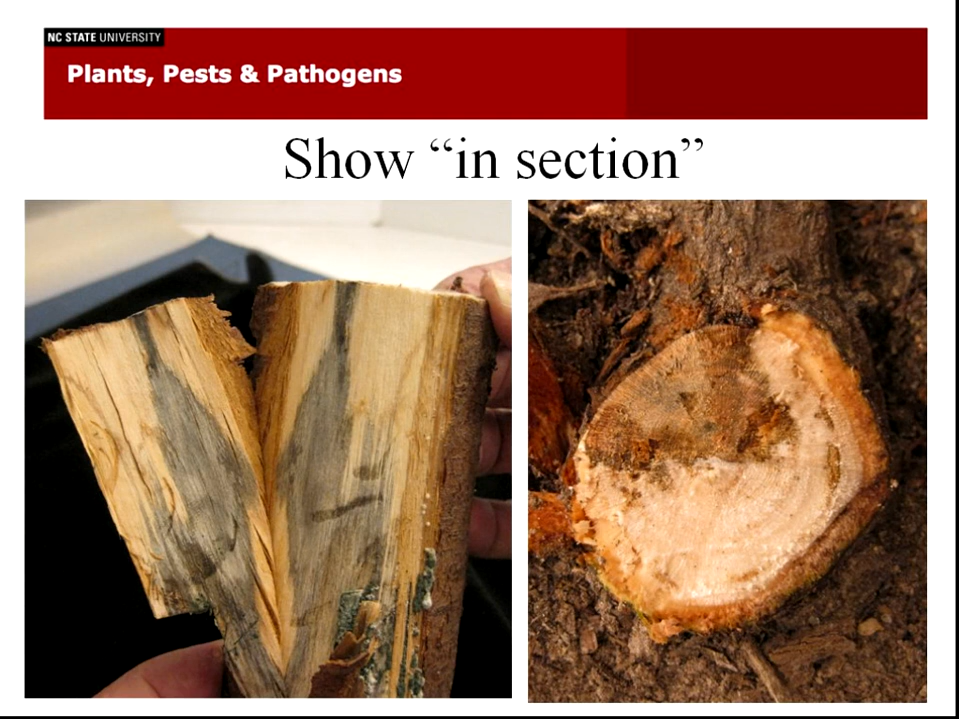 NC STATE UNIVERSITY
Plants, Pests & Pathogens
Show “in section”